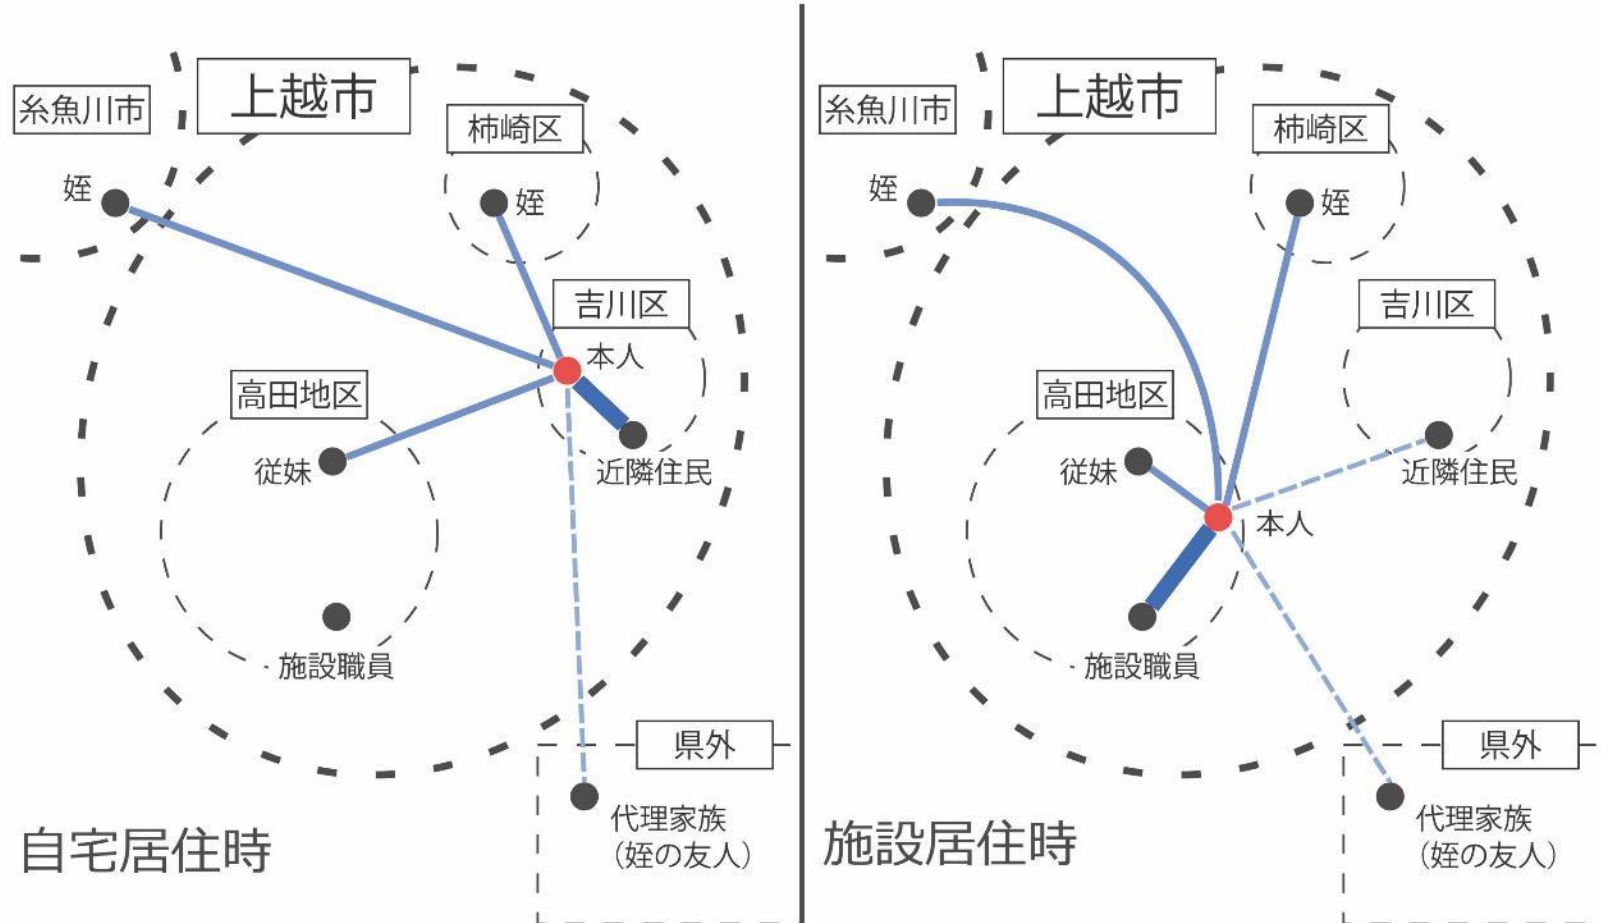 糸魚川市
上越市
柿崎区
姪
姪
吉川区
本人
高田地区
従妹
近隣住民
施設職員
県外
代理家族
(姪の友人)
自宅居住時
糸魚川市
上越市
柿崎区
姪
姪
吉川区
高田地区
従妹
近隣住民
本人
施設職員
県外
代理家族
(姪の友人)
施設居住時